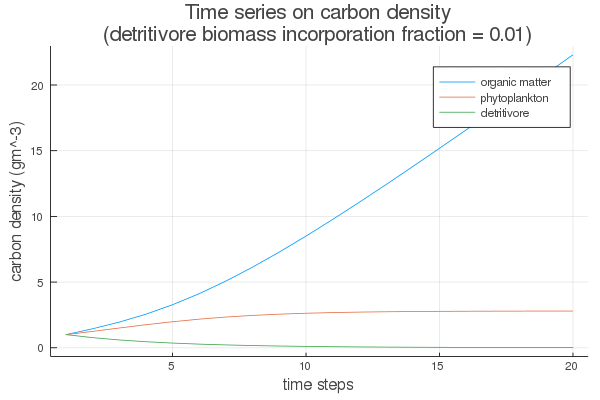 Time series on carbon density
(detritivore biomass incorporation fraction = 0.01)
organic matter
phytoplankton
detritivore
carbon density (gm^-3)
20
15
10
5
0
5
10
15
20
time steps